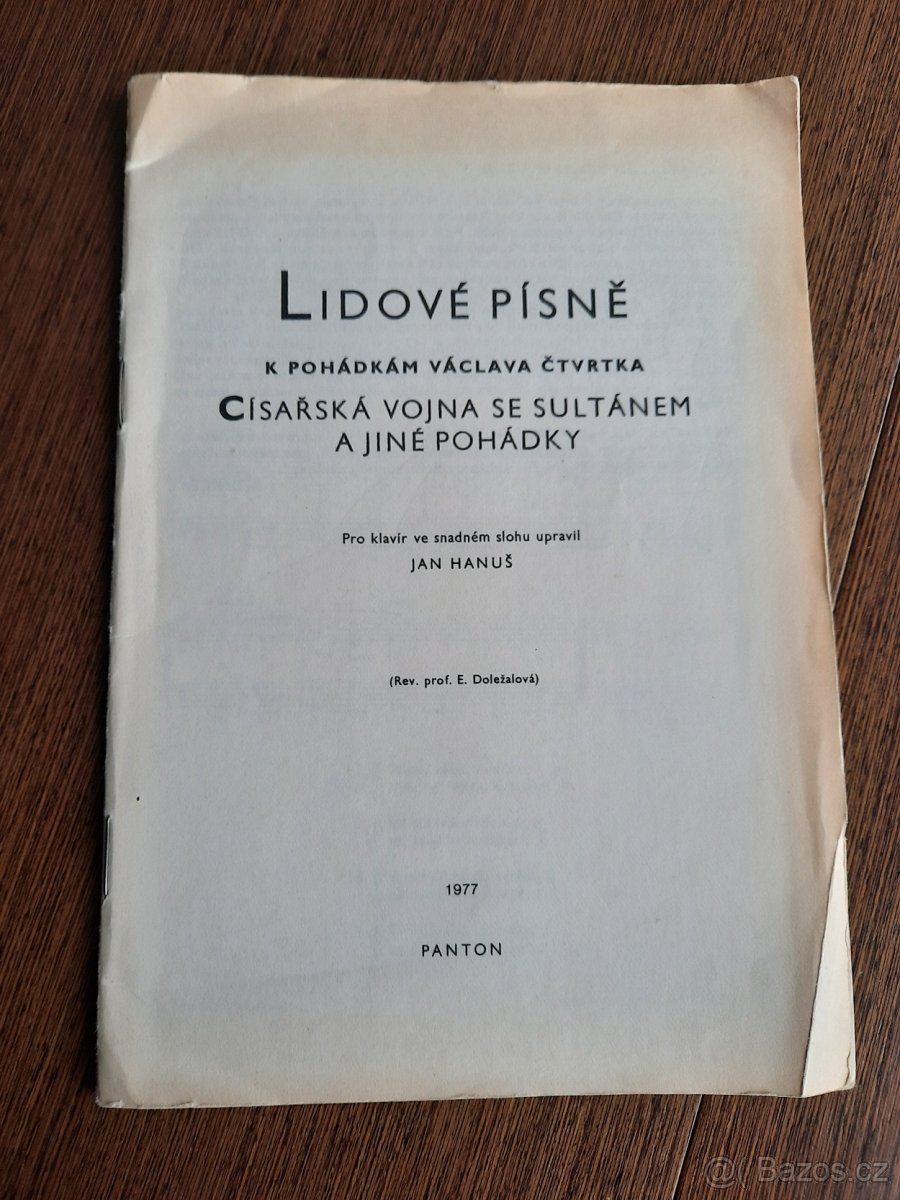 LIDOVÉ PÍSNĚ
K POHÁDKÁM VÁCLAVA ČTVRTKA
CÍSAŘSKÁ VOJNA SE SULTÁNEM
A JINÉ POHÁDKY
Pro klavír ve snadném slohu upravil
JAN HANUŠ
(Rev. prof. E. Doležalová)
1977
PANTON
@( Bazos.cz